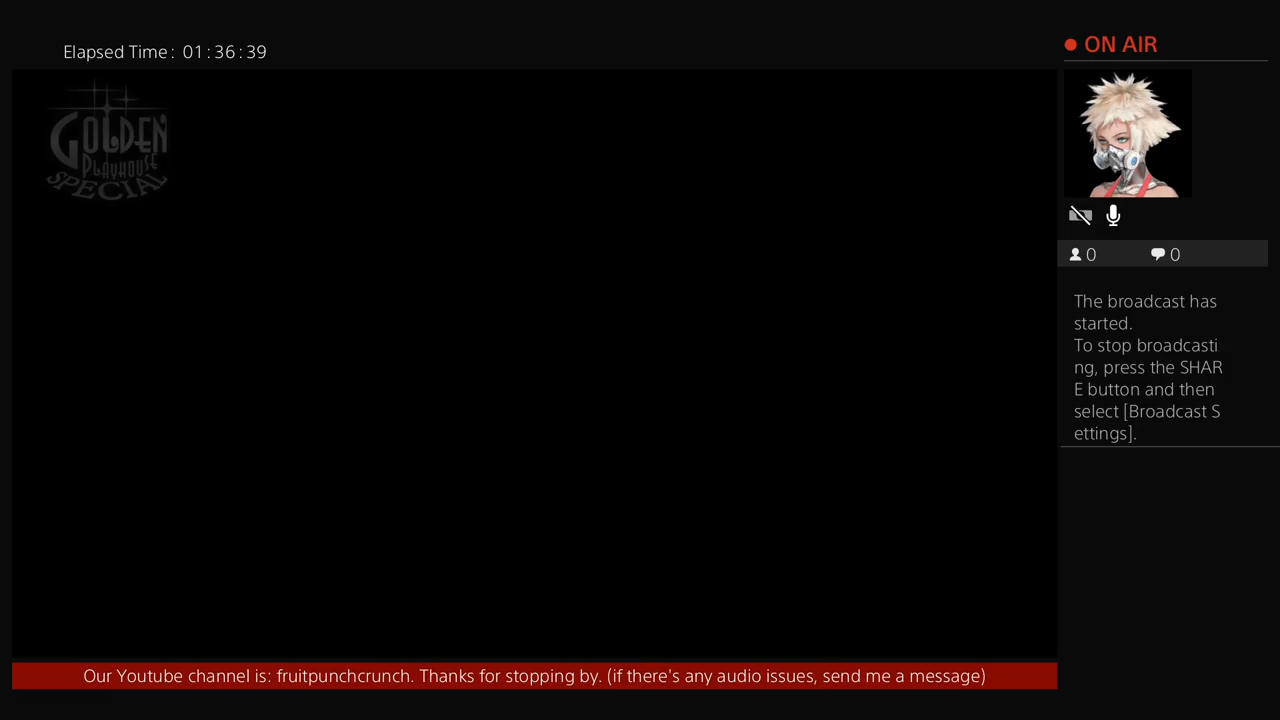 Elapsed Time: 01:36:39
ON AIR
GOLDEN
PLAYHOUSE
SPECIAL
0 0
The broadcast has
started.
To stop broadcasti
ng, press the SHAR
E button and then
select [Broadcast S
ettings].
Our Youtube channel is: fruitpunchcrunch. Thanks for stopping by. (if there's any audio issues, send me a message)